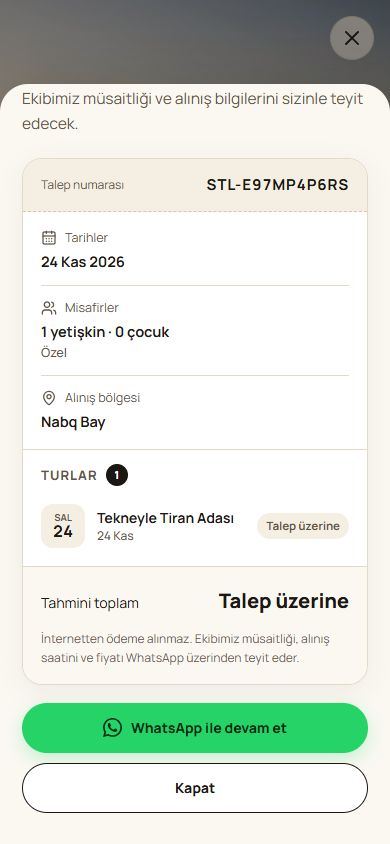 Ekibimiz müsaitliği ve alınış bilgilerini sizinle teyit
edecek.
Talep numarası
STL-E97MP4P6RS
Tarihler
24 Kas 2026
Misafirler
1 yetişkin · 0 çocuk
Özel
Alınış bölgesi
Nabq Bay
TURLAR 1
SAL
24
Tekneyle Tiran Adası
24 Kas
Talep üzerine
Tahmini toplam
Talep üzerine
İnternetten ödeme alınmaz. Ekibimiz müsaitliği, alınış
saatini ve fiyatı WhatsApp üzerinden teyit eder.
WhatsApp ile devam et
Kapat